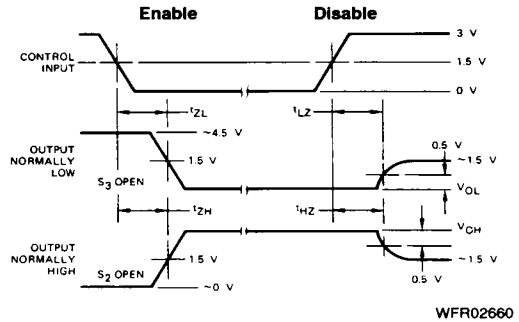 Enable Disable
CONTROL INPUT
3 V
1.5 V
0 V
tZL
tLZ
OUTPUT NORMALLY LOW
~4.5 V
1.5 V
S3 OPEN
0.5 V
~1.5 V
VOL
tZH
tHZ
OUTPUT NORMALLY HIGH
1.5 V
S2 OPEN
~0 V
VOH
~1.5 V
0.5 V
WFR02660